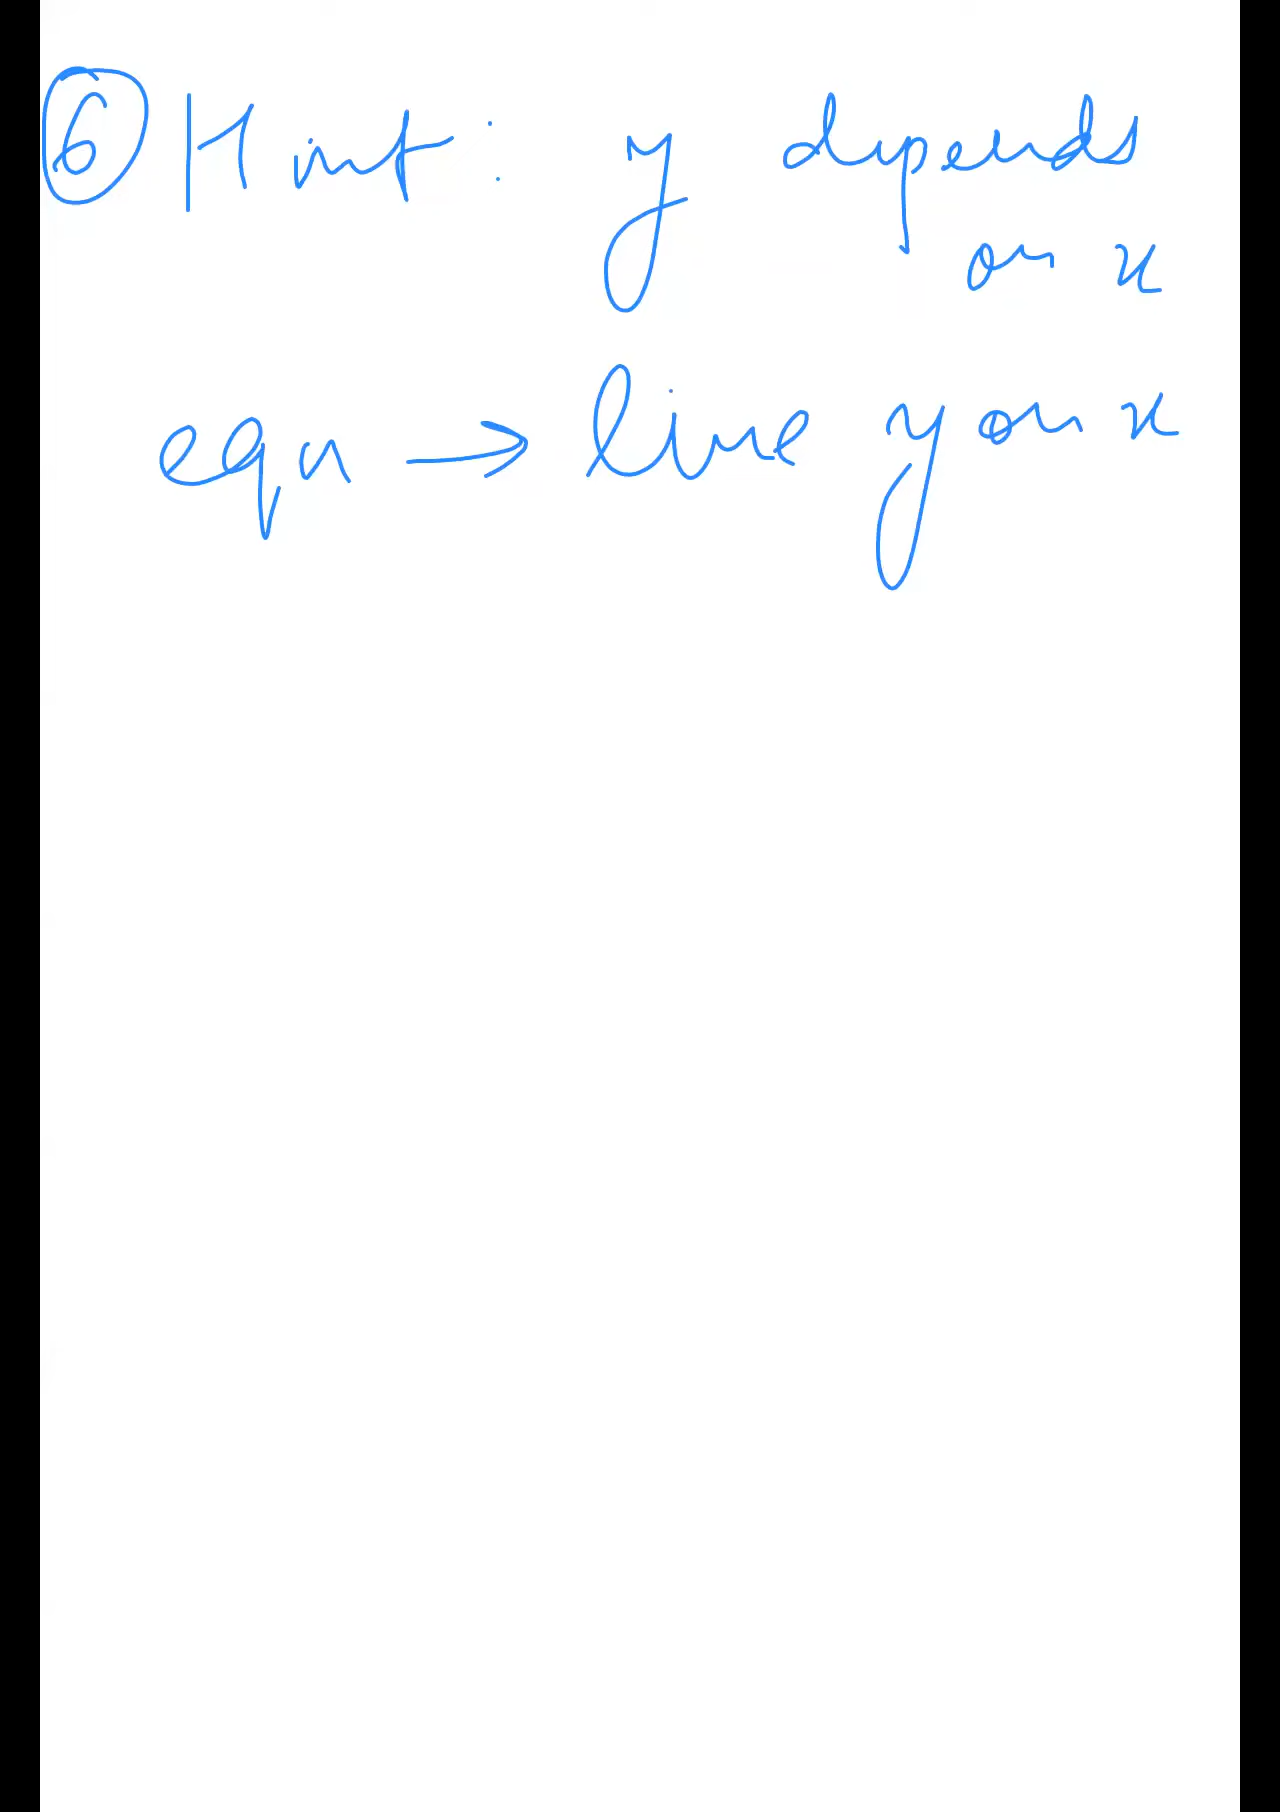 6 Hint: y depends
on x
eqn → line y on x